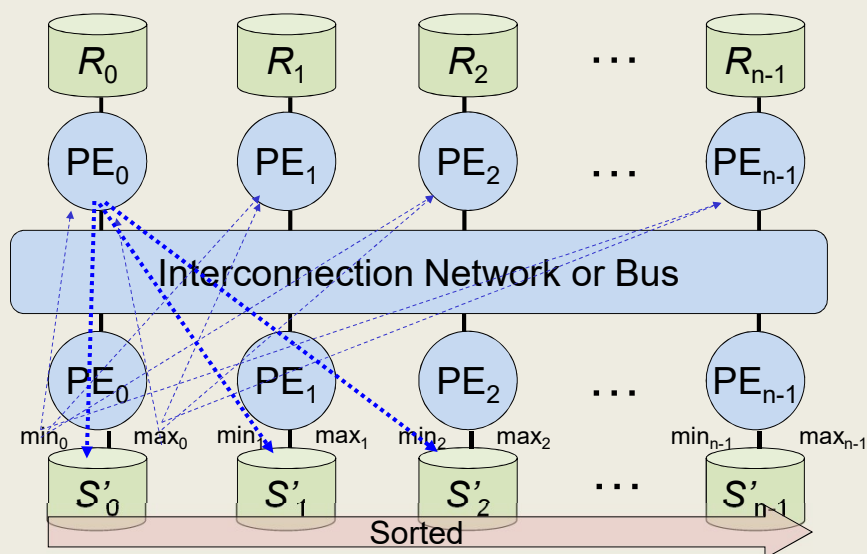 R₀ R₁ R₂ ... Rₙ₋₁
PE₀ PE₁ PE₂ ... PEₙ₋₁
Interconnection Network or Bus
PE₀ PE₁ PE₂ ... PEₙ₋₁
min₀ max₀ min₁ max₁ min₂ max₂ minₙ₋₁ maxₙ₋₁
S'₀ S'₁ S'₂ ... S'ₙ₋₁
Sorted